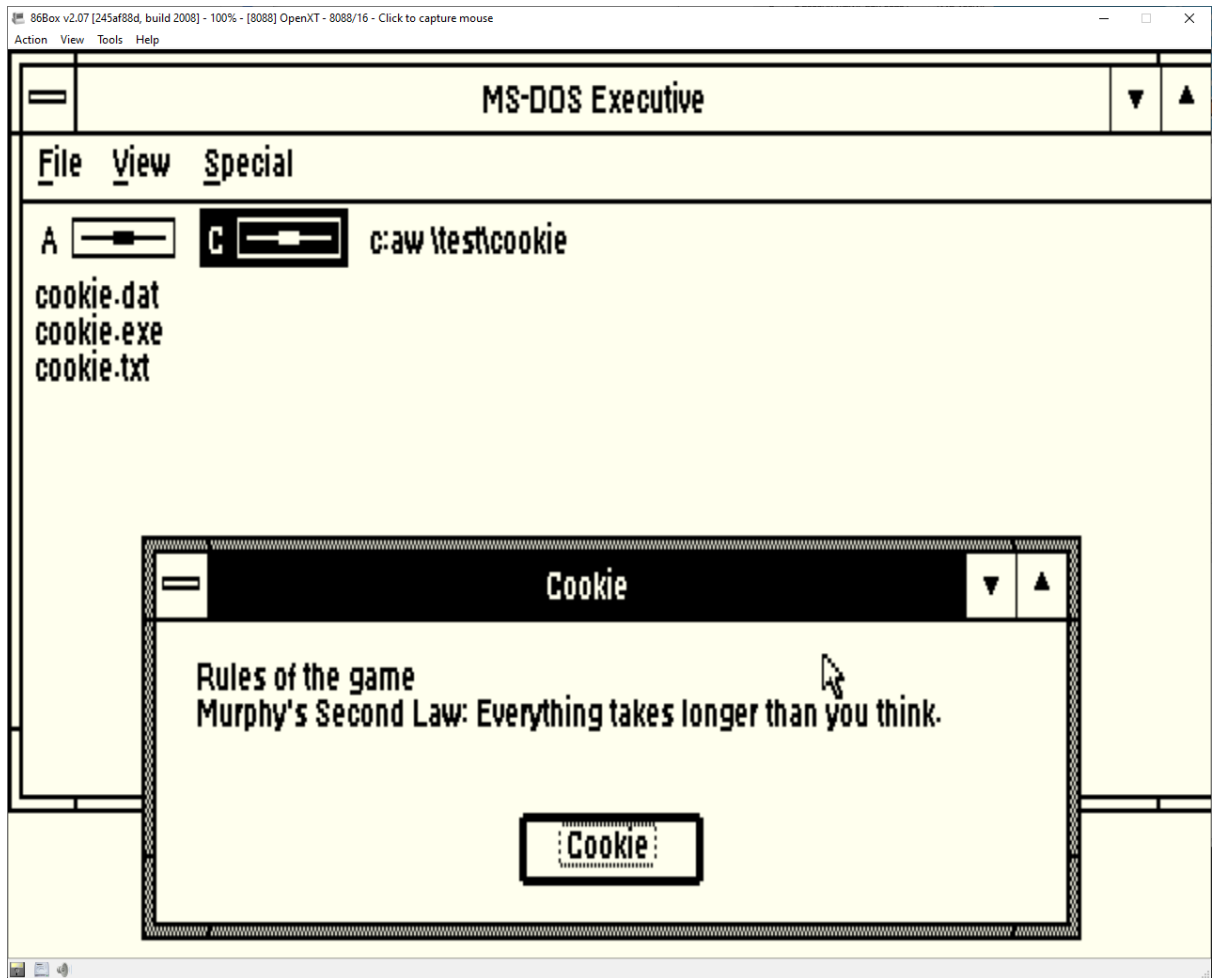 86Box v2.07 [245af88d, build 2008] - 100% - [8088] OpenXT - 8088/16 - Click to capture mouse
Action View Tools Help
MS-DOS Executive
File View Special
A C c:aw \test\cookie
cookie.dat
cookie.exe
cookie.txt
Cookie
Rules of the game
Murphy's Second Law: Everything takes longer than you think.
Cookie